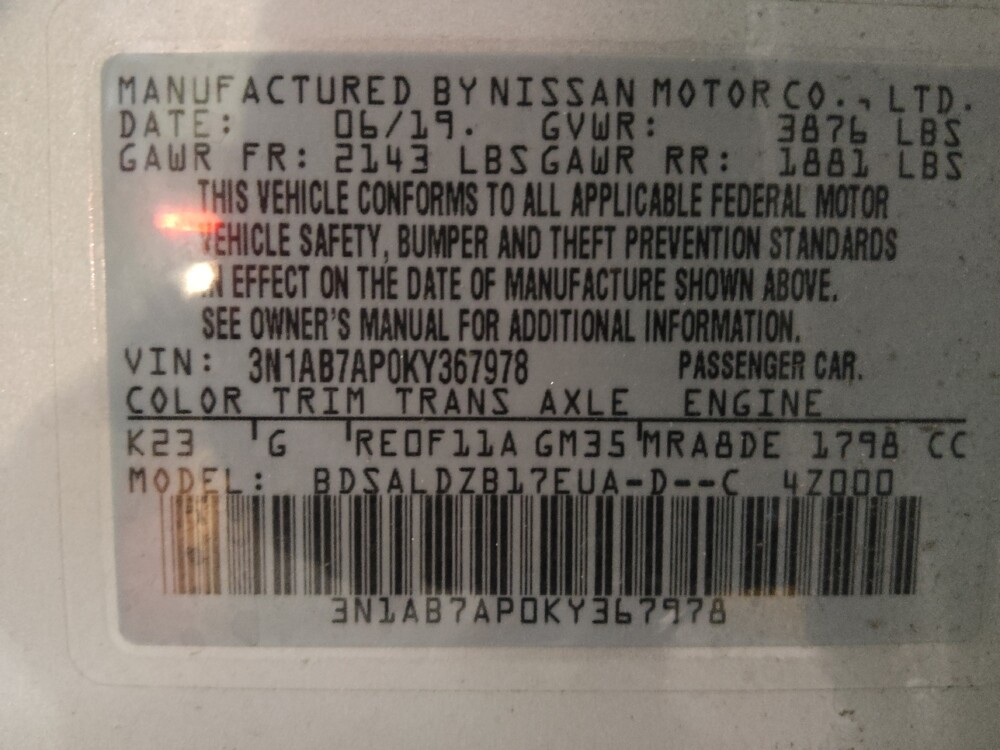 MANUFACTURED BY NISSAN MOTOR CO., LTD.
DATE: 06/19. GVWR: 3876 LBS
GAWR FR: 2143 LBS GAWR RR: 1881 LBS
THIS VEHICLE CONFORMS TO ALL APPLICABLE FEDERAL MOTOR
VEHICLE SAFETY, BUMPER AND THEFT PREVENTION STANDARDS
IN EFFECT ON THE DATE OF MANUFACTURE SHOWN ABOVE.
SEE OWNER'S MANUAL FOR ADDITIONAL INFORMATION.
VIN: 3N1AB7AP0KY367978 PASSENGER CAR.
COLOR TRIM TRANS AXLE ENGINE
K23 G RE0F11A GM35 MRA8DE 1798 CC
MODEL: BDSALDZB17EUA-D--C 4Z000
3N1AB7AP0KY367978